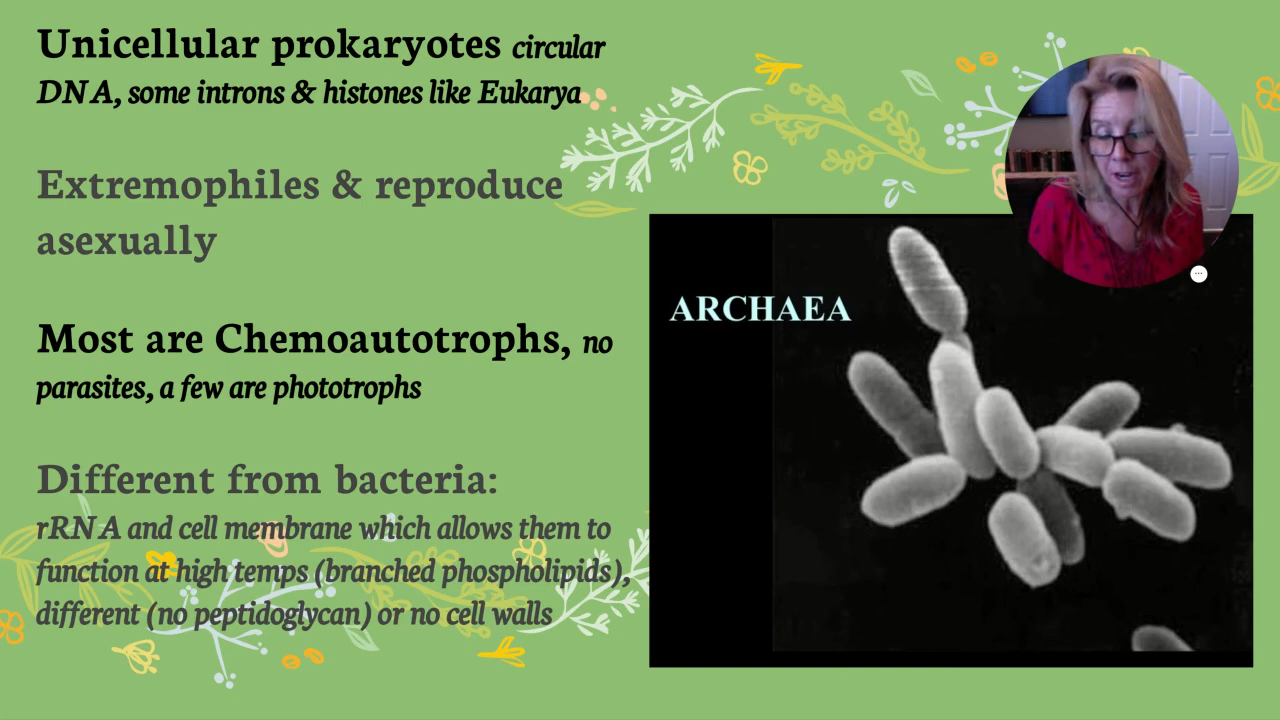 Unicellular prokaryotes circular
DNA, some introns & histones like Eukarya
Extremophiles & reproduce
asexually
Most are Chemoautotrophs, no
parasites, a few are phototrophs
Different from bacteria:
rRNA and cell membrane which allows them to
function at high temps (branched phospholipids),
different (no peptidoglycan) or no cell walls
ARCHAEA